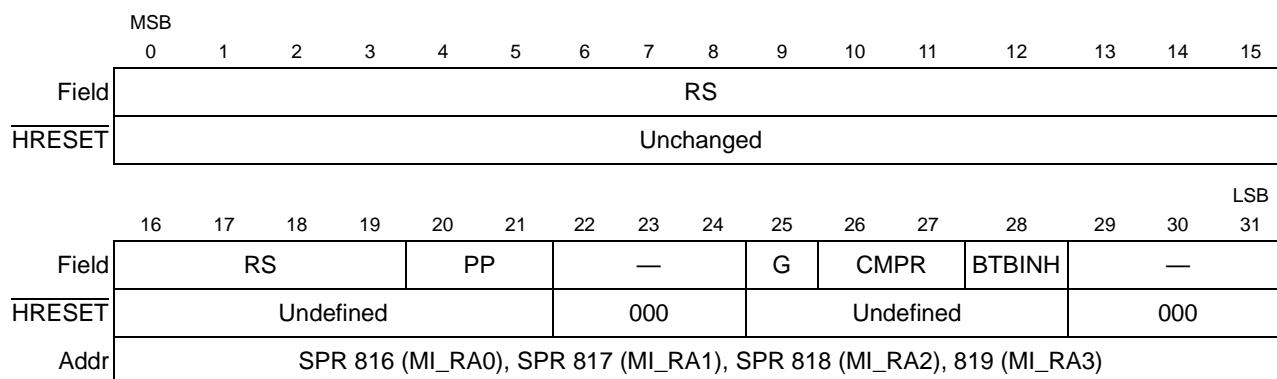 MSB
0 1 2 3 4 5 6 7 8 9 10 11 12 13 14 15
Field RS
HRESET Unchanged
LSB
16 17 18 19 20 21 22 23 24 25 26 27 28 29 30 31
Field RS PP — G CMPR BTBINH —
HRESET Undefined 000 Undefined 000
Addr SPR 816 (MI_RA0), SPR 817 (MI_RA1), SPR 818 (MI_RA2), 819 (MI_RA3)